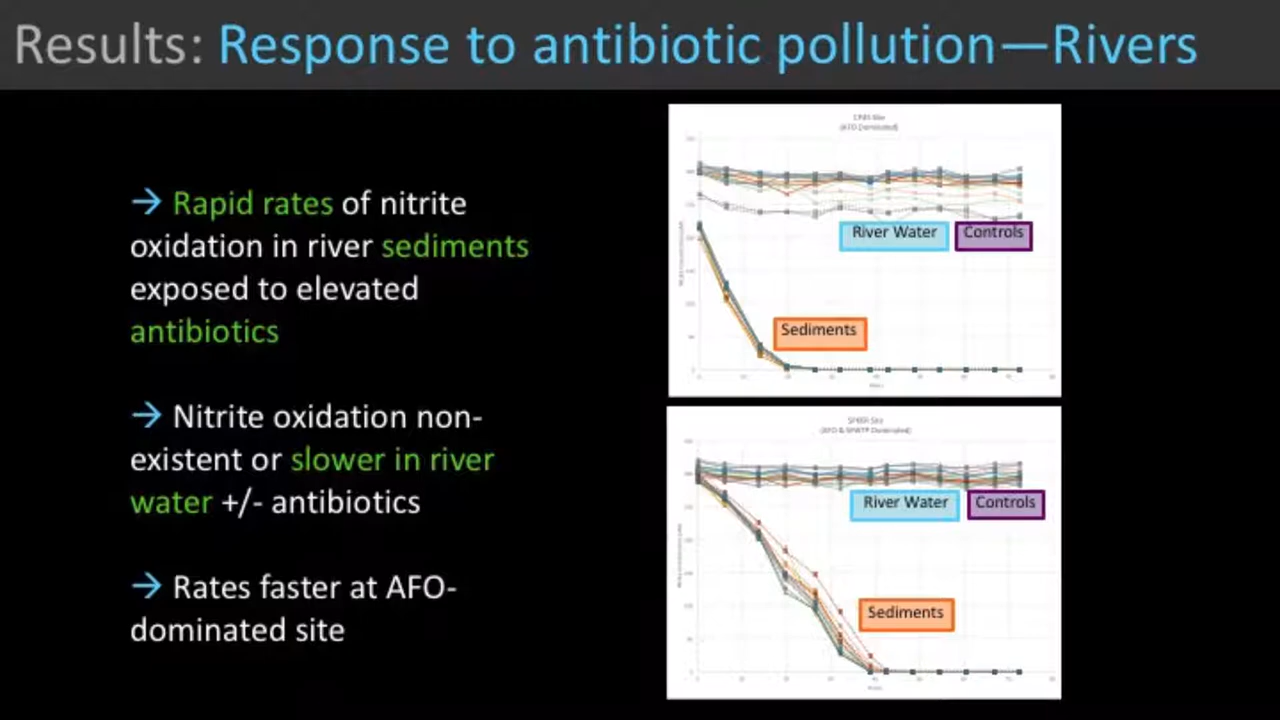 Results: Response to antibiotic pollution—Rivers
→ Rapid rates of nitrite
oxidation in river sediments
exposed to elevated
antibiotics
→ Nitrite oxidation non-
existent or slower in river
water +/- antibiotics
→ Rates faster at AFO-
dominated site
(AFO Dominated)
River Water
Controls
Sediments
River Water
Controls
Sediments